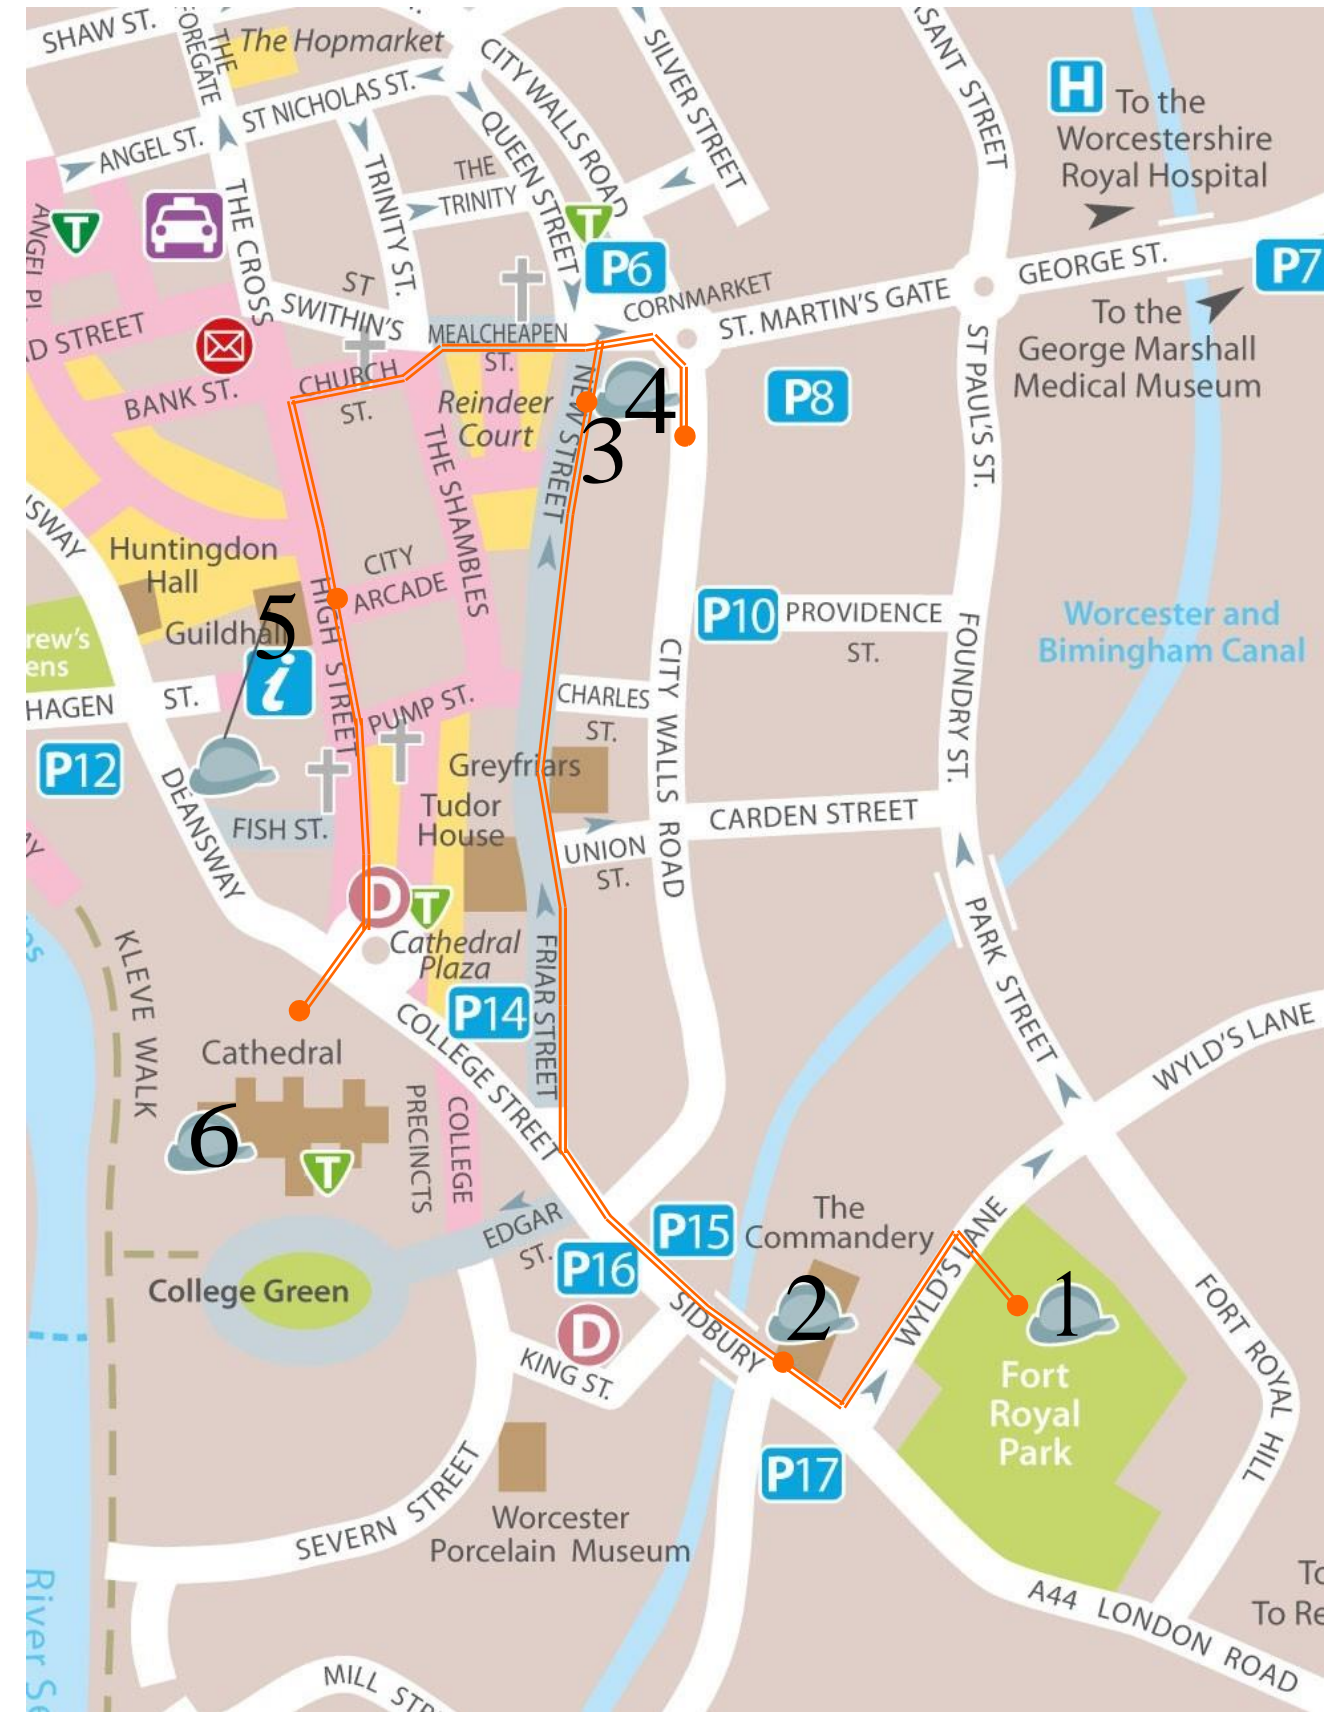 SHAW ST.
THE
FOREGATE
The Hopmarket
CITY WALLS ROAD
SILVER STREET
H
To the
Worcestershire
Royal Hospital
ST NICHOLAS ST.
ANGEL ST.
QUEEN STREET
THE
TRINITY
TRINITY ST.
THE CROSS
T
T
P6
P7
GEORGE ST.
CORNMARKET
ST. MARTIN'S GATE
ST
SWITHIN'S
MEALCHEAPEN
ST.
To the
George Marshall
Medical Museum
BANK ST.
CHURCH
ST.
Reindeer
Court
NEW STREET
4
3
P8
ST PAUL'S ST.
THE SHAMBLES
Huntingdon
Hall
CITY
ARCADE
HIGH STREET
Guildhall
5
i
P10
PROVIDENCE
ST.
FOUNDRY ST.
Worcester and
Bimingham Canal
ST.
P12
PUMP ST.
CHARLES
ST.
CITY WALLS ROAD
DEANSWAY
FISH ST.
Greyfriars
Tudor
House
UNION
ST.
CARDEN STREET
D
T
Cathedral
Plaza
P14
FRIAR STREET
PARK STREET
KLEVE WALK
Cathedral
6
T
COLLEGE STREET
COLLEGE
PRECINCTS
WYLD'S LANE
EDGAR
ST.
College Green
P15
P16
D
The
Commandery
2
WYLD'S LANE
1
Fort
Royal
Park
FORT ROYAL HILL
SIDBURY
KING ST.
P17
SEVERN STREET
Worcester
Porcelain Museum
A44 LONDON ROAD
River
MILL